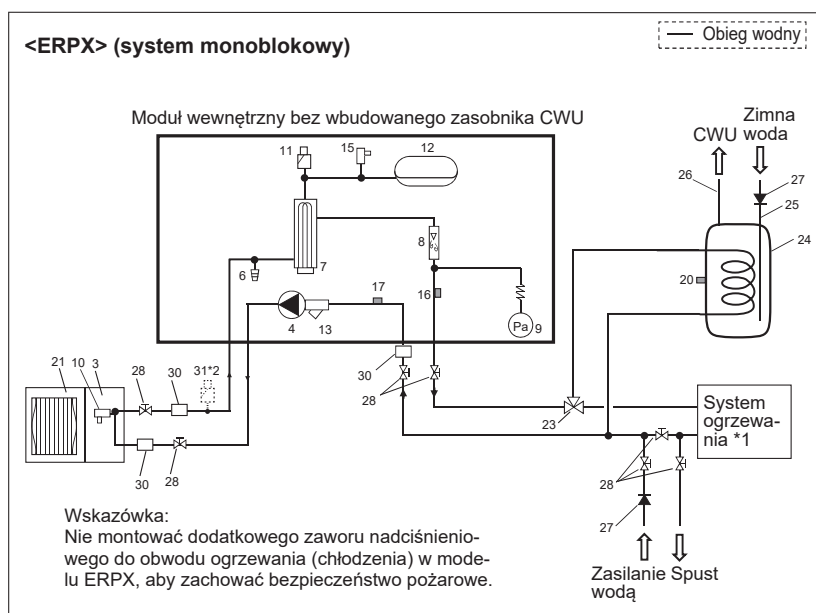 <ERPX> (system monoblokowy)
Obieg wodny
Moduł wewnętrzny bez wbudowanego zasobnika CWU
CWU
Zimna
woda
11
15
12
26
27
25
24
8
7
6
20
17
16
4
13
Pa
9
21
10
3
28
30
31*2
30
28
23
System
ogrzewa-
nia *1
30
28
28
27
Wskazówka:
Nie montować dodatkowego zaworu nadciśnienio-
wego do obwodu ogrzewania (chłodzenia) w mode-
lu ERPX, aby zachować bezpieczeństwo pożarowe.
Zasilanie
wodą
Spust